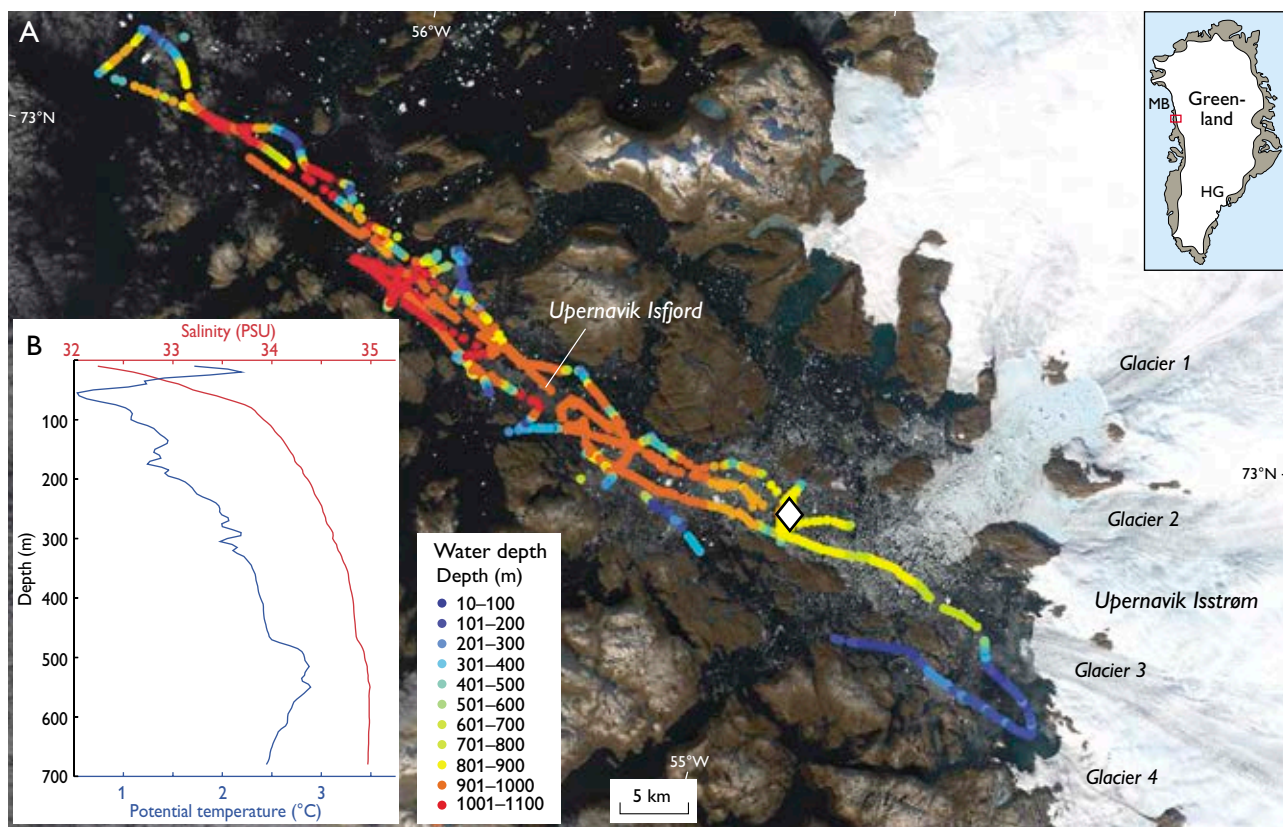 A
56°W
73°N
MB
Green-
land
HG
Upernavik Isfjord
Glacier 1
73°N
Glacier 2
Upernavik Isstrøm
Glacier 3
Glacier 4
55°W
5 km
B
Salinity (PSU)
32
33
34
35
Depth (m)
100
200
300
400
500
600
700
1
2
3
Potential temperature (°C)
Water depth
Depth (m)
10–100
101–200
201–300
301–400
401–500
501–600
601–700
701–800
801–900
901–1000
1001–1100